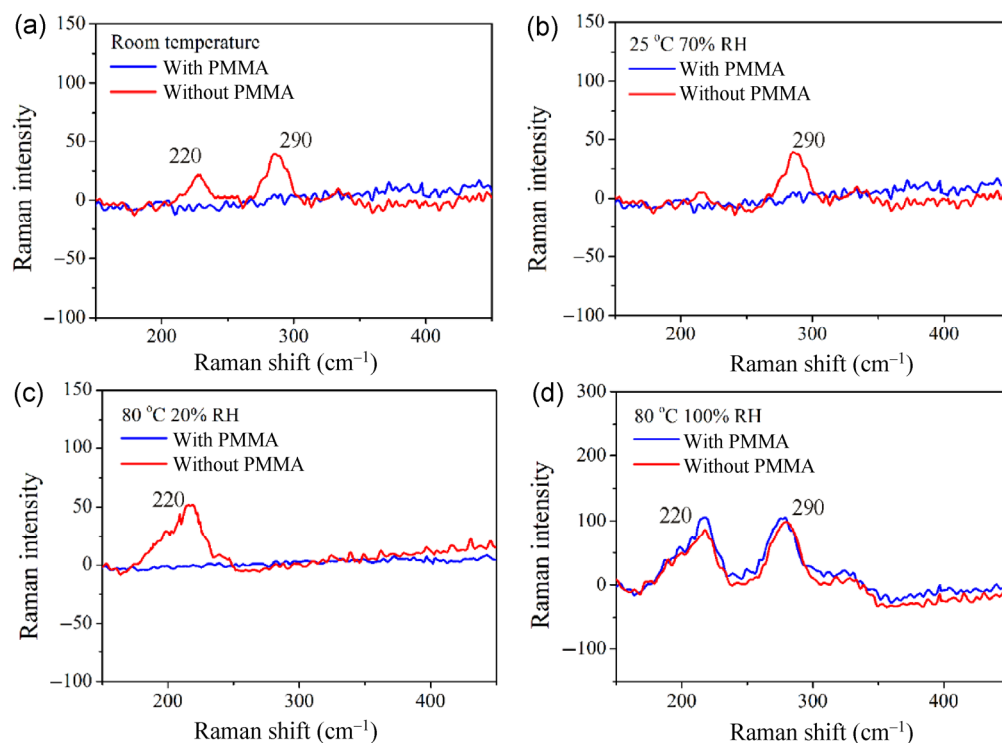 (a)
150
100
50
0
−50
−100
Raman intensity
Room temperature
With PMMA
Without PMMA
220
290
200
300
400
Raman shift (cm⁻¹)
(b)
150
100
50
0
−50
−100
Raman intensity
25 °C 70% RH
With PMMA
Without PMMA
290
200
300
400
Raman shift (cm⁻¹)
(c)
150
100
50
0
−50
−100
Raman intensity
80 °C 20% RH
With PMMA
Without PMMA
220
200
300
400
Raman shift (cm⁻¹)
(d)
300
200
100
0
−100
Raman intensity
80 °C 100% RH
With PMMA
Without PMMA
220
290
200
300
400
Raman shift (cm⁻¹)